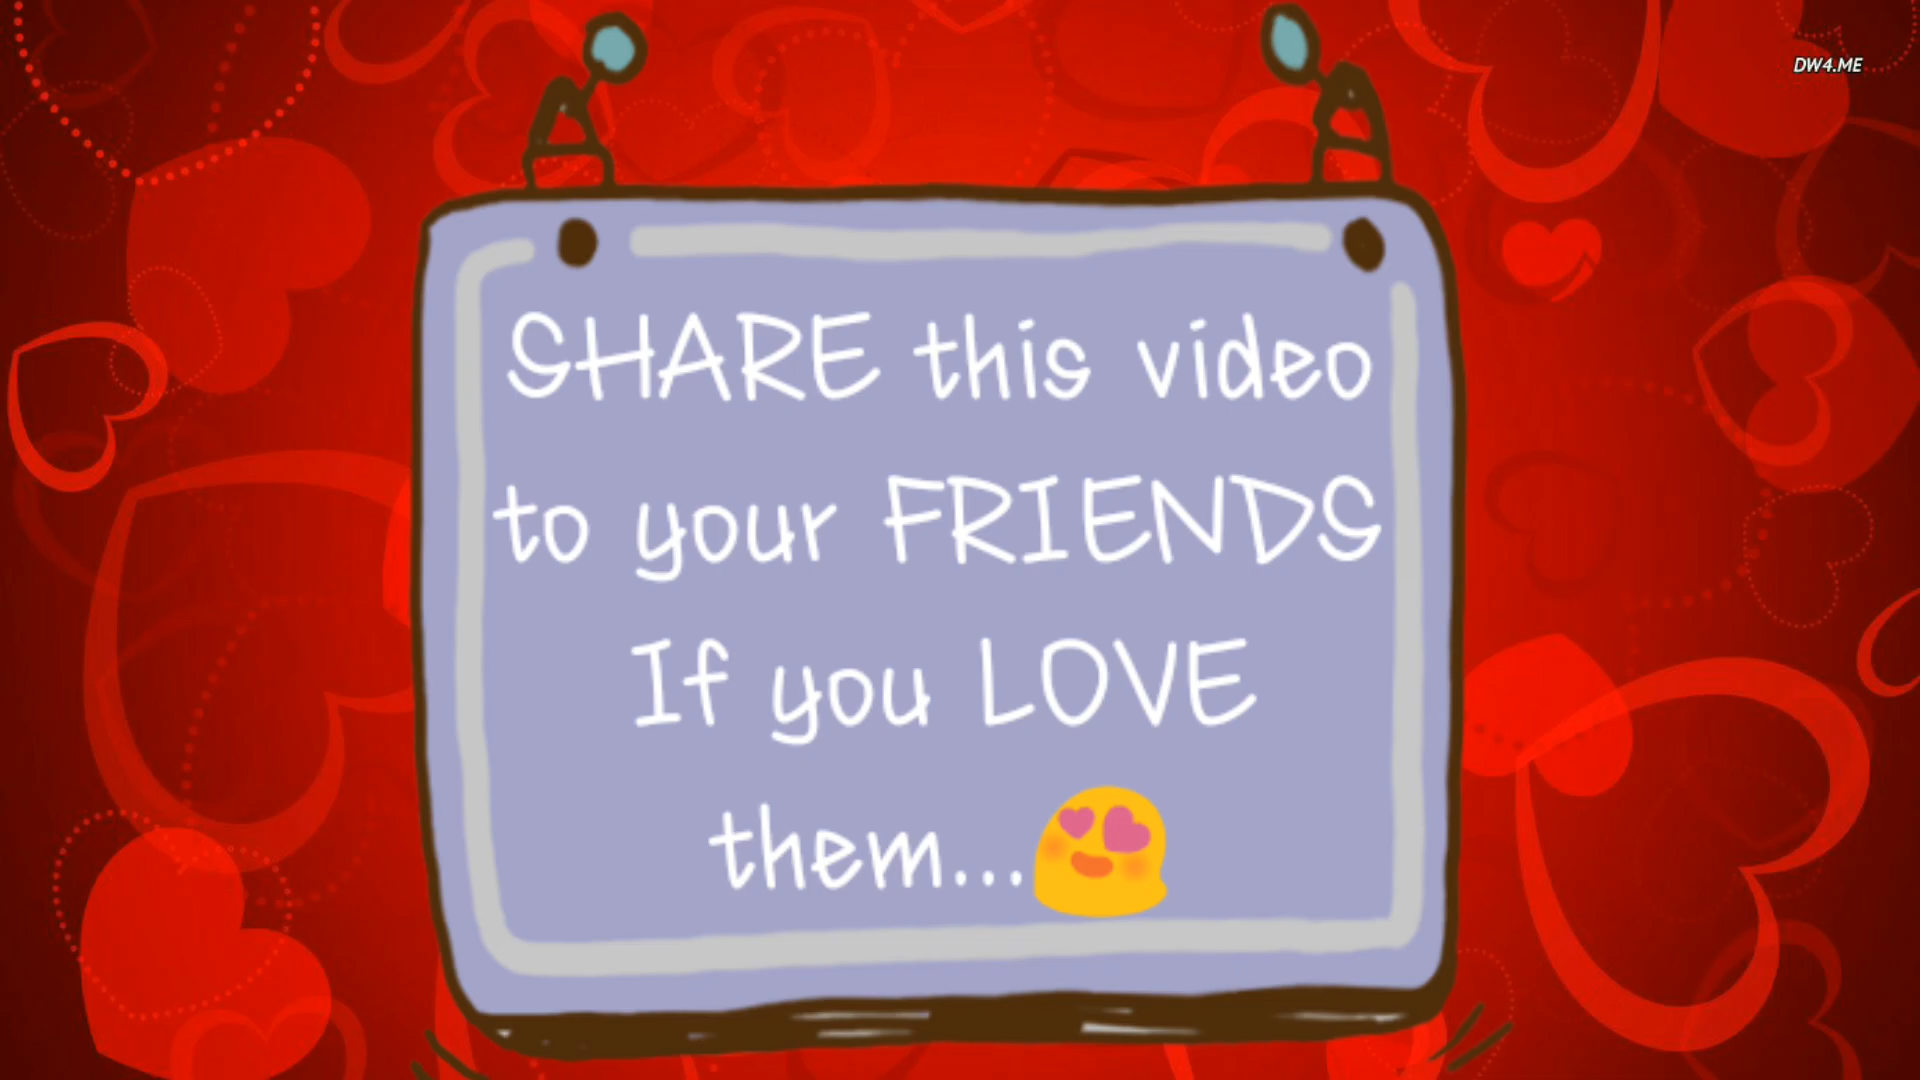 DW4.ME
SHARE this video
to your FRIENDS
If you LOVE
them...😍